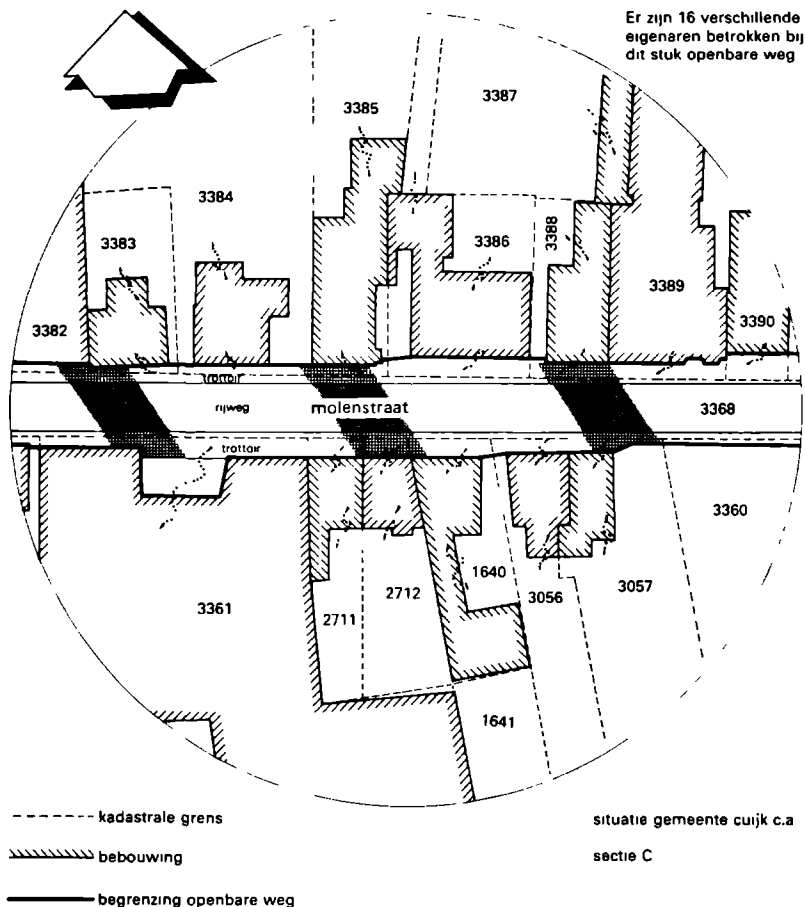 Er zijn 16 verschillende
eigenaren betrokken bij
dit stuk openbare weg
3385
3387
3384
3383
3386
3388
3389
3382
3390
trottoir
rijweg
molenstraat
3368
trottoir
3360
1640
3056
3057
3361
2711
2712
1641
kadastrale grens
situatie gemeente cuijk c.a
bebouwing
sectie C
begrenzing openbare weg